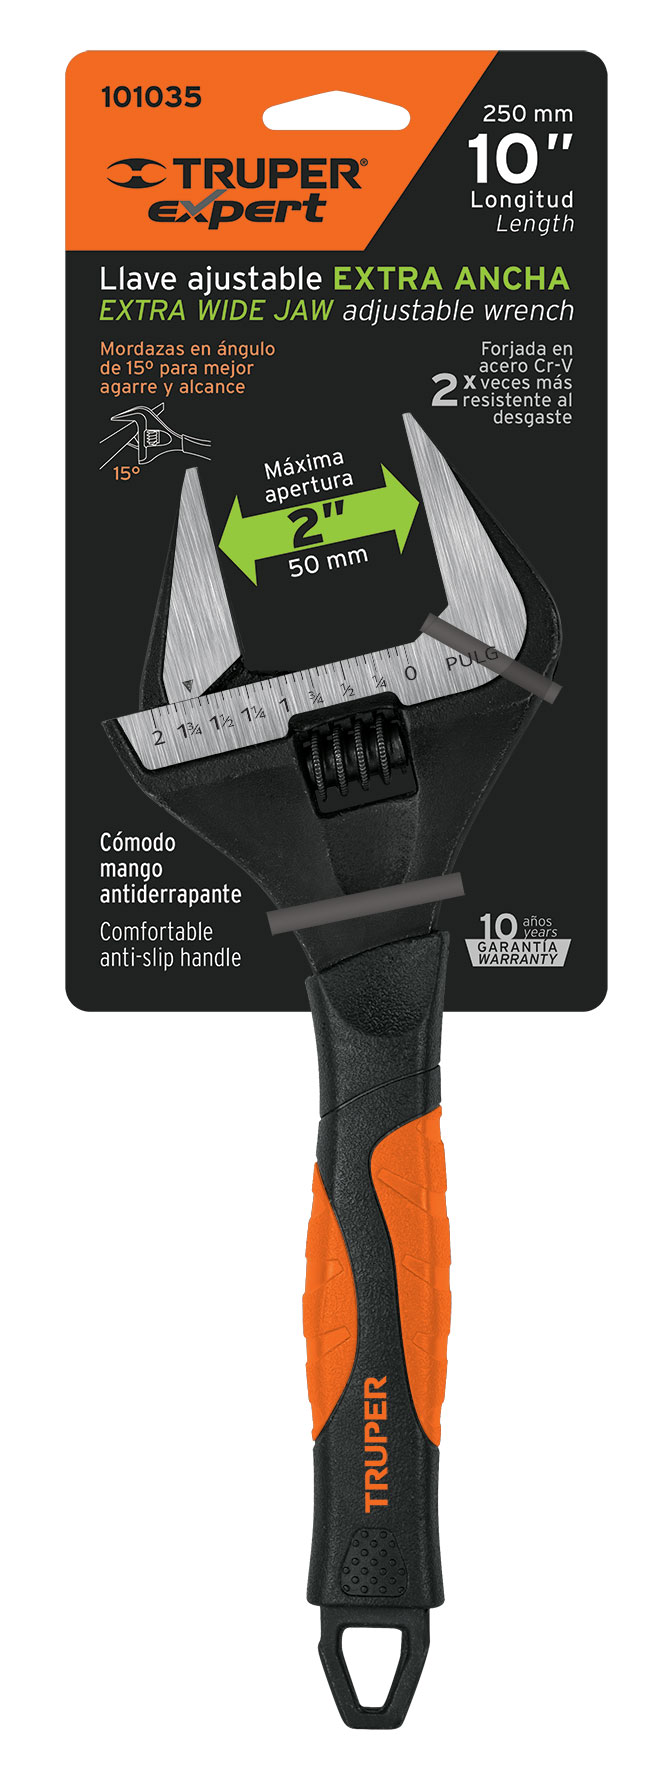 101035
TRUPER®
expert
250 mm
10"
Longitud
Length
Llave ajustable EXTRA ANCHA
EXTRA WIDE JAW adjustable wrench
Mordazas en ángulo
de 15° para mejor
agarre y alcance
15°
Forjada en
acero Cr-V
2x veces más
resistente al
desgaste
Máxima
apertura
2"
50 mm
2 1¾ 1½ 1¼ 1 ¾ ½ ¼ 0 PULG
Cómodo
mango
antiderrapante
Comfortable
anti-slip handle
10 años
years
GARANTÍA
WARRANTY
TRUPER